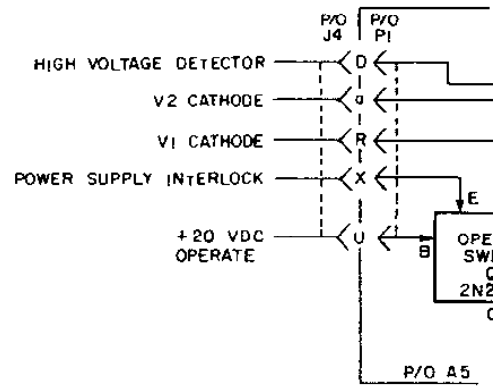 P/O P/O
J4 P1
HIGH VOLTAGE DETECTOR D
V2 CATHODE a
V1 CATHODE R
POWER SUPPLY INTERLOCK X
E
+20 VDC U
OPERATE B
OPE
SWI
Q
2N2
C
P/O A5